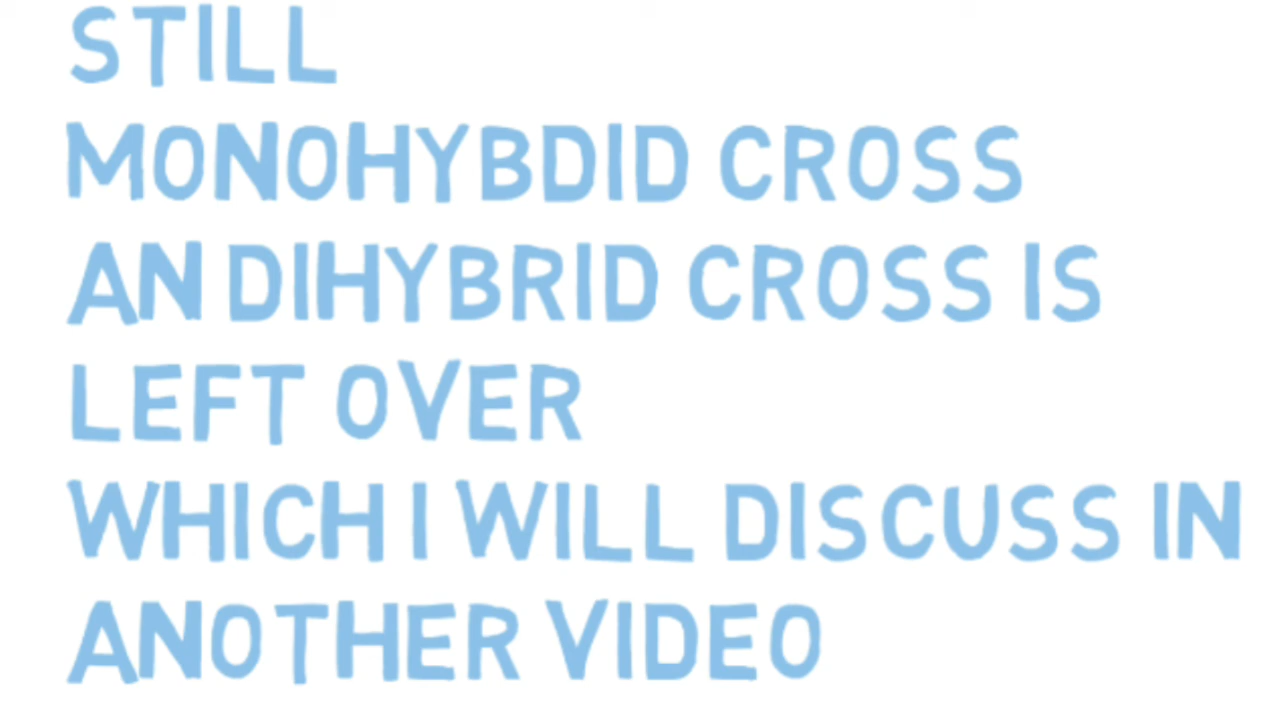 STILL
MONOHYBDID CROSS
AN DIHYBRID CROSS IS
LEFT OVER
WHICH I WILL DISCUSS IN
ANOTHER VIDEO